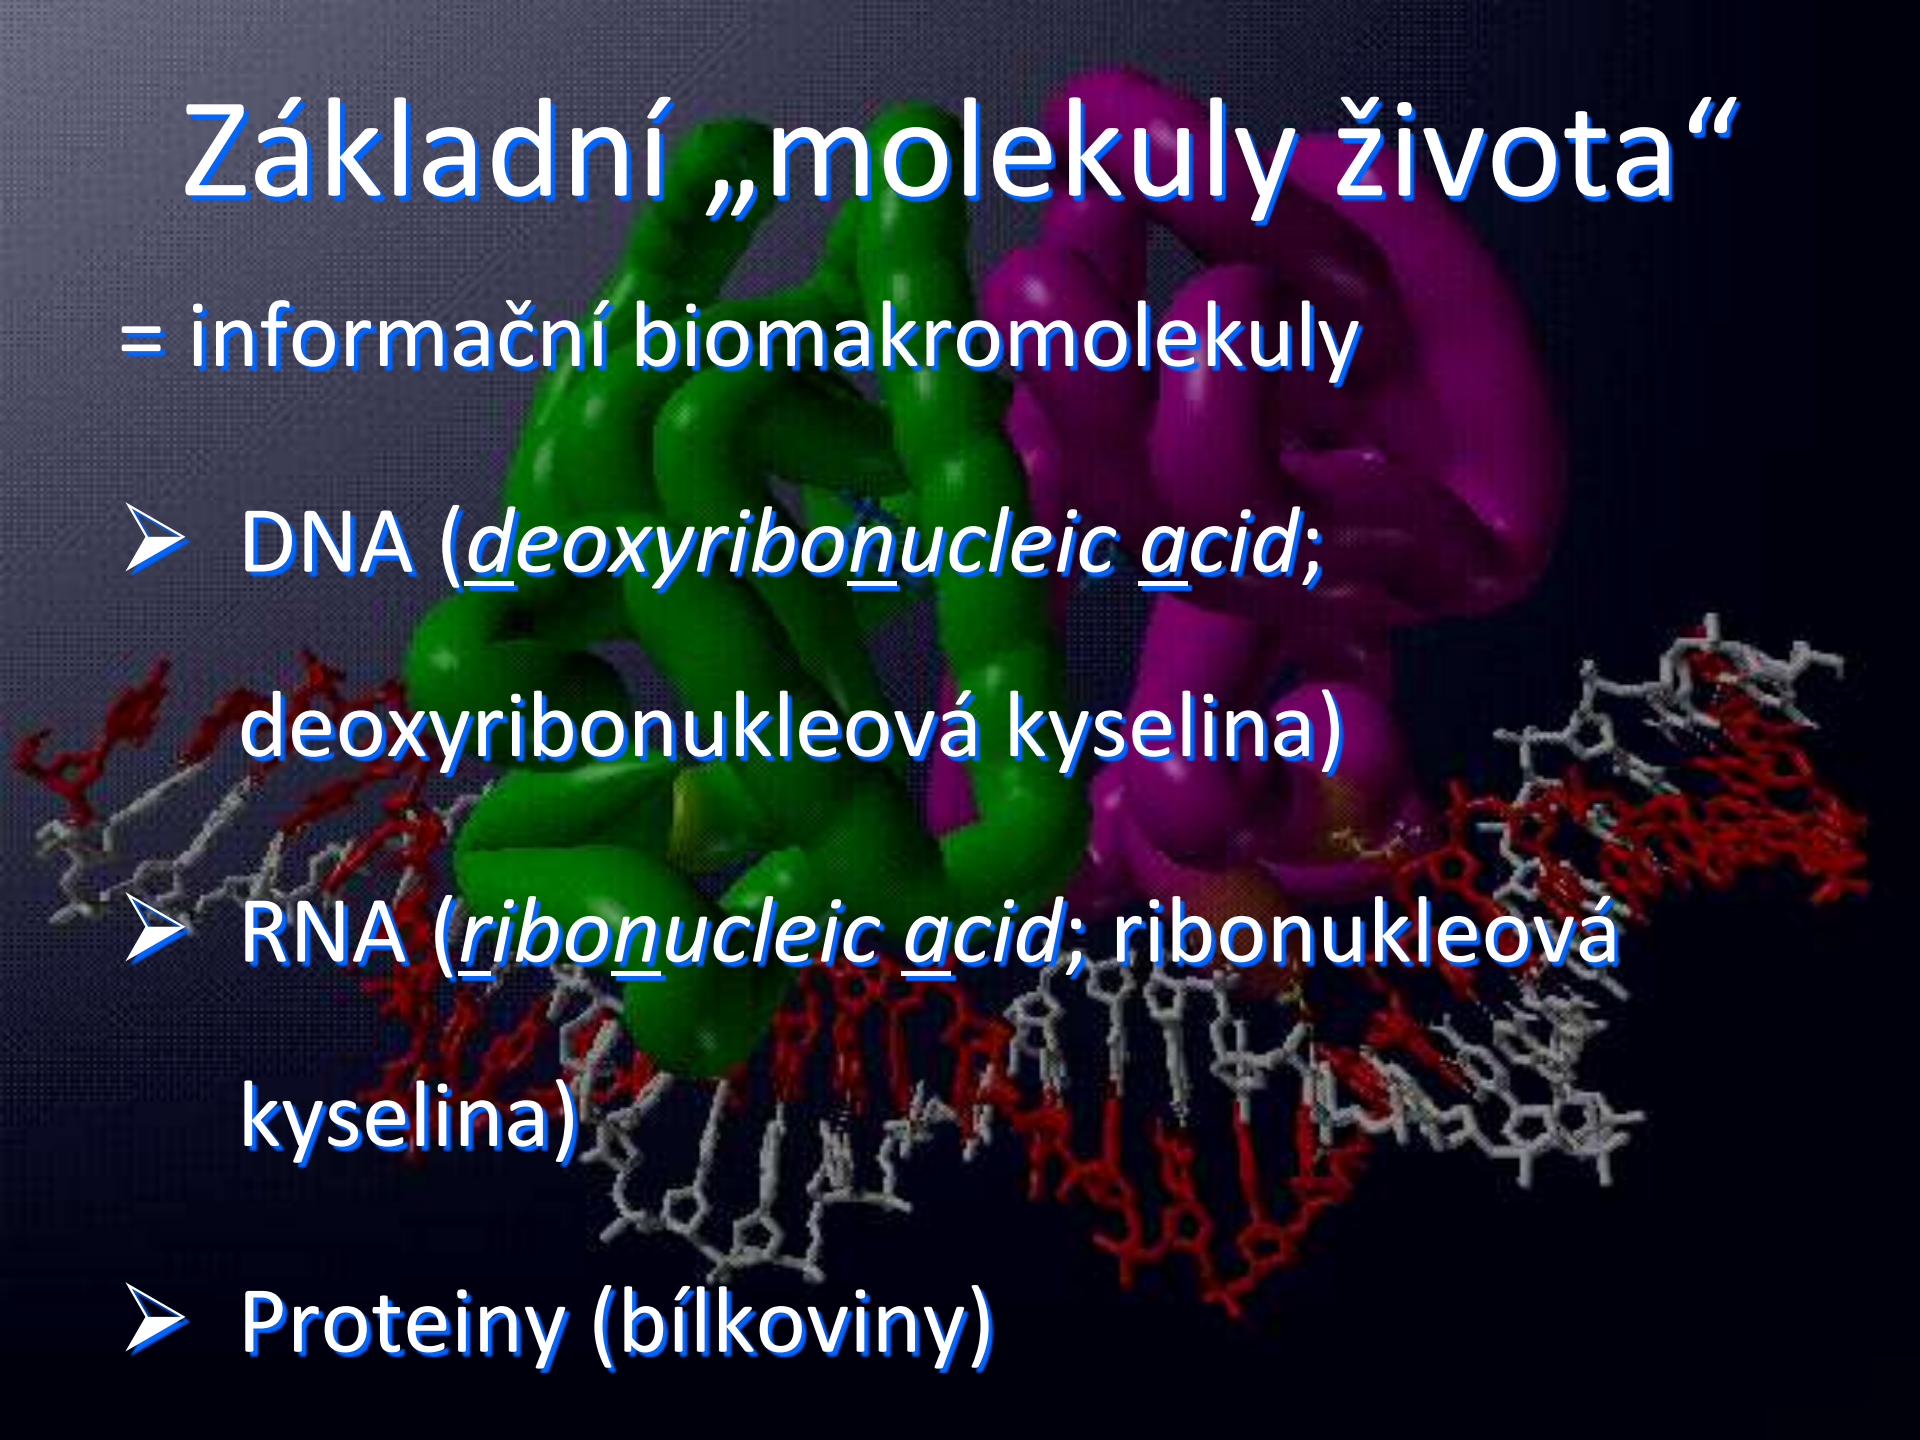 Základní „molekuly života“
= informační biomakromolekuly
➢ DNA (deoxyribonucleic acid;
deoxyribonukleová kyselina)
➢ RNA (ribonucleic acid; ribonukleová
kyselina)
➢ Proteiny (bílkoviny)